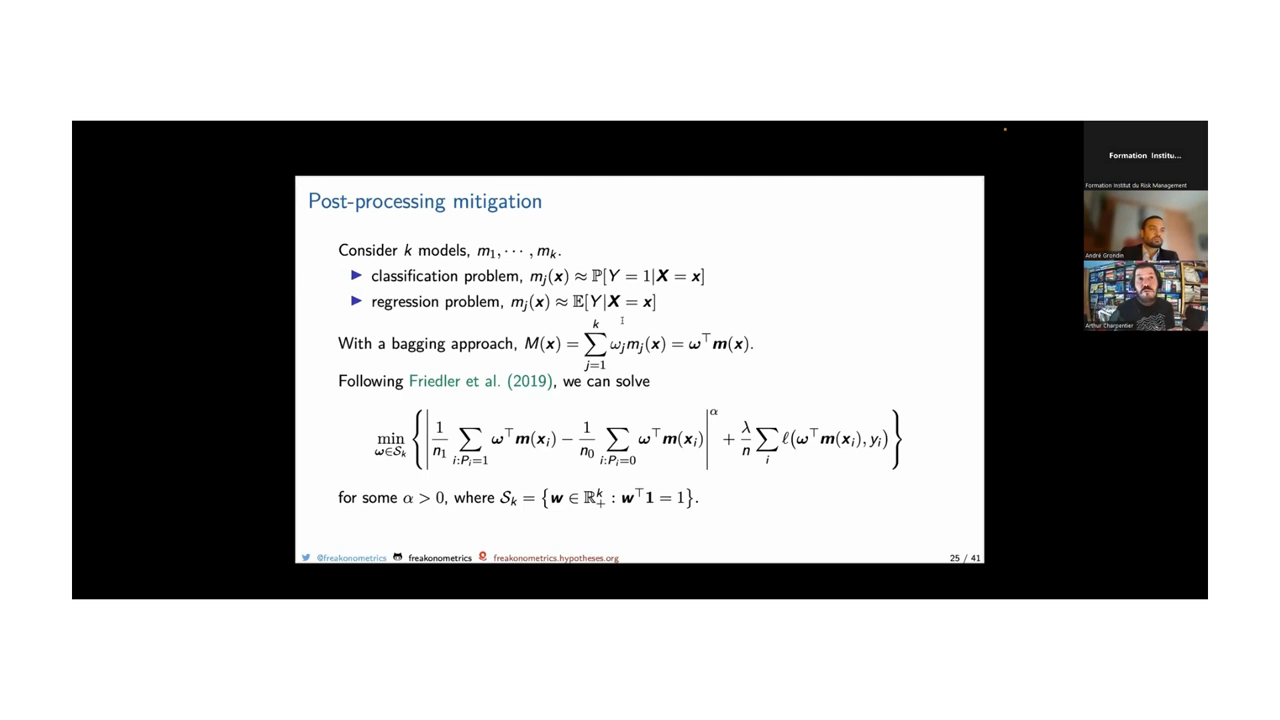 Post-processing mitigation
Consider k models, m₁, ⋯ , mₖ.
▶ classification problem, mⱼ(x) ≈ ℙ[Y = 1|X = x]
▶ regression problem, mⱼ(x) ≈ 𝔼[Y|X = x]
With a bagging approach, M(x) = ∑_{j=1}^{k} ωⱼmⱼ(x) = ω⊤m(x).
Following Friedler et al. (2019), we can solve
min_{ω∈𝒮ₖ} { | 1/n₁ ∑_{i:Pᵢ=1} ω⊤m(xᵢ) − 1/n₀ ∑_{i:Pᵢ=0} ω⊤m(xᵢ) |^α + λ/n ∑_i ℓ(ω⊤m(xᵢ), yᵢ) }
for some α > 0, where 𝒮ₖ = {w ∈ ℝ₊ᵏ : w⊤1 = 1}.
@freakonometrics freakonometrics freakonometrics.hypotheses.org 25 / 41
Formation Institu...
Formation Institut du Risk Management
André Grondin
Arthur Charpentier